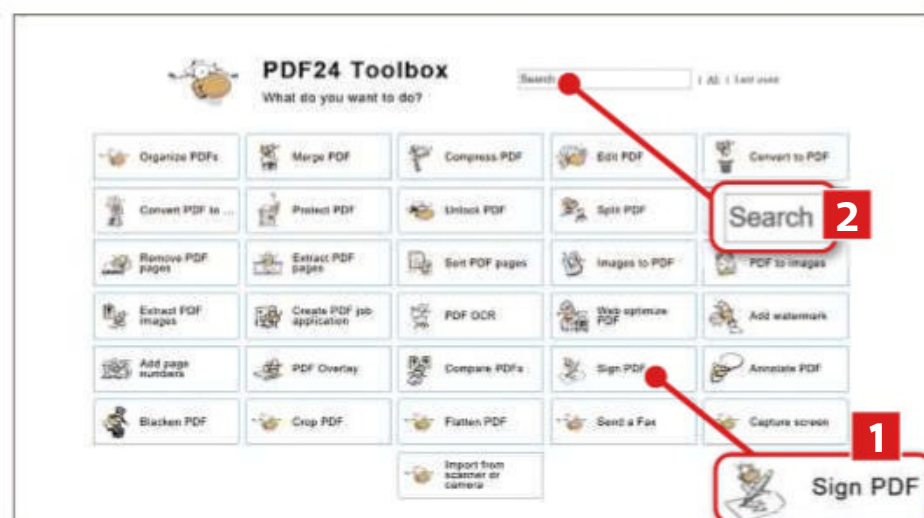 PDF24 Toolbox
What do you want to do?
Search
| All | Last used
Organize PDFs
Merge PDF
Compress PDF
Edit PDF
Convert to PDF
Convert PDF to ...
Protect PDF
Unlock PDF
Split PDF
Search
2
Remove PDF
pages
Extract PDF
pages
Sort PDF pages
Images to PDF
PDF to images
Extract PDF
images
Create PDF job
application
PDF OCR
Web optimize
PDF
Add watermark
Add page
numbers
PDF Overlay
Compare PDFs
Sign PDF
Annotate PDF
Blacken PDF
Crop PDF
Flatten PDF
Send a Fax
Capture screen
1
Import from
scanner or
camera
Sign PDF